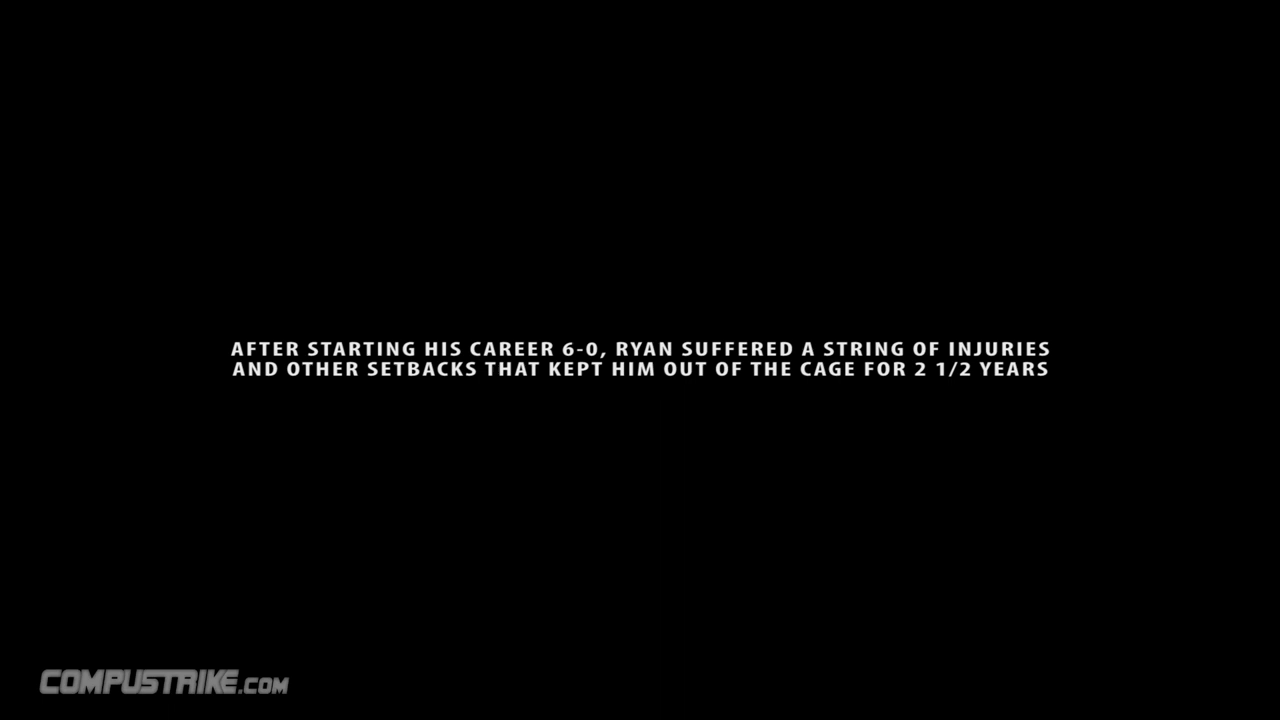 AFTER STARTING HIS CAREER 6-0, RYAN SUFFERED A STRING OF INJURIES
AND OTHER SETBACKS THAT KEPT HIM OUT OF THE CAGE FOR 2 1/2 YEARS
COMPUSTRIKE.COM